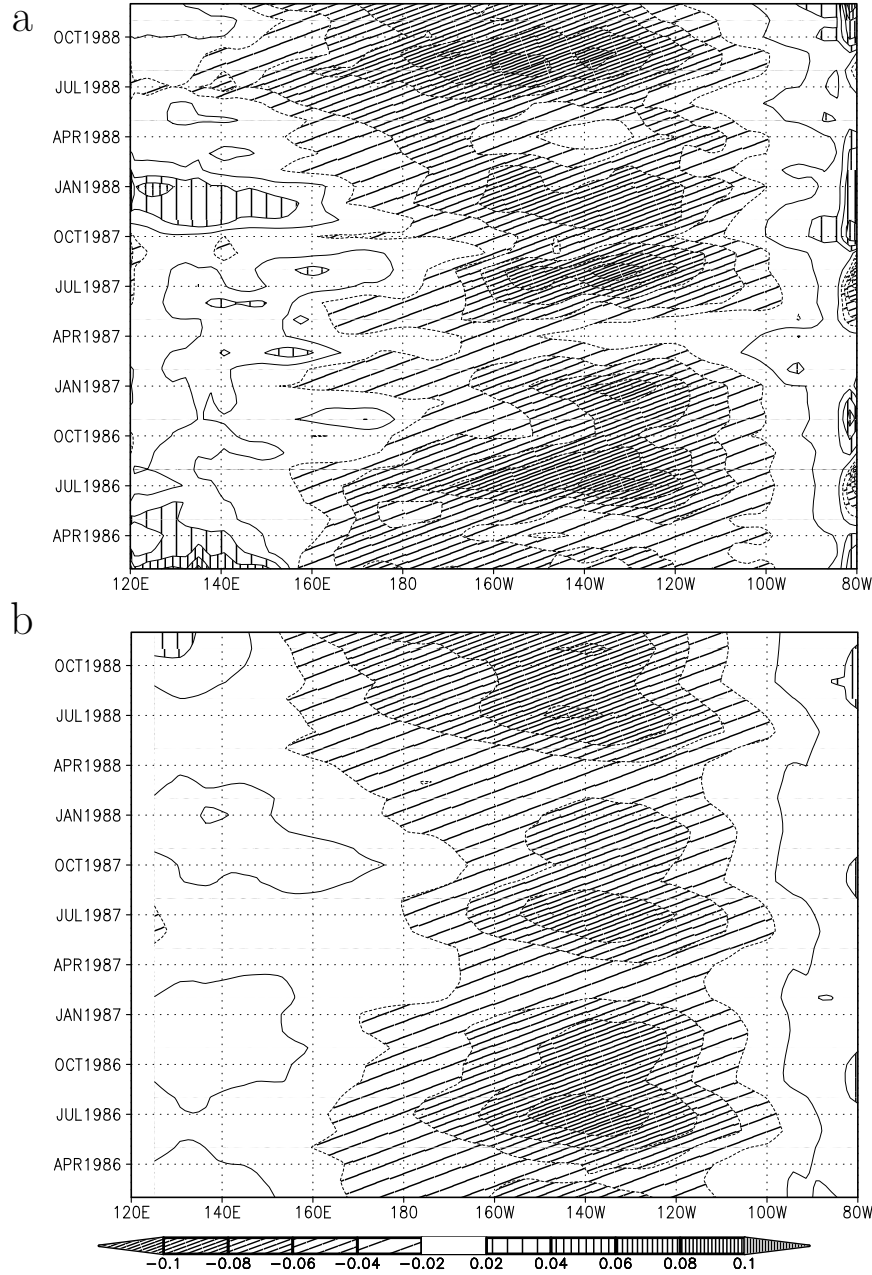 a
OCT1988
JUL1988
APR1988
JAN1988
OCT1987
JUL1987
APR1987
JAN1987
OCT1986
JUL1986
APR1986
120E 140E 160E 180 160W 140W 120W 100W 80W
b
OCT1988
JUL1988
APR1988
JAN1988
OCT1987
JUL1987
APR1987
JAN1987
OCT1986
JUL1986
APR1986
120E 140E 160E 180 160W 140W 120W 100W 80W
-0.1 -0.08 -0.06 -0.04 -0.02 0.02 0.04 0.06 0.08 0.1